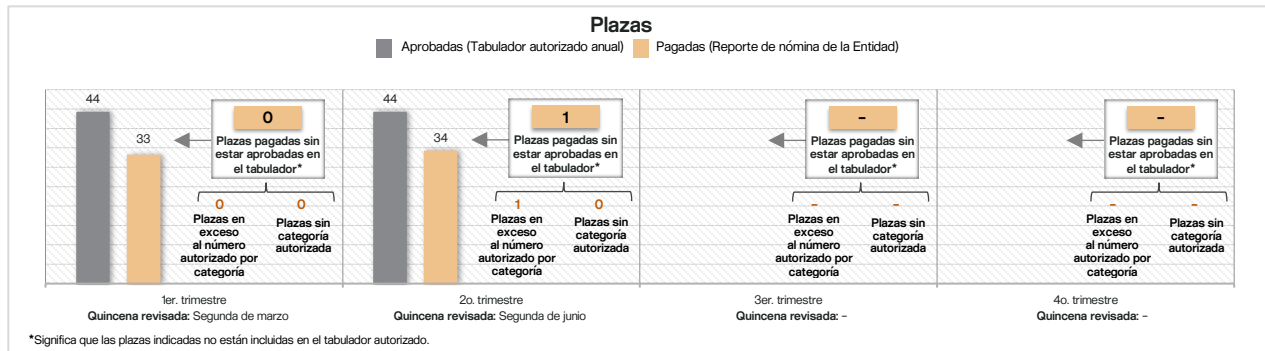 Plazas
Aprobadas (Tabulador autorizado anual) Pagadas (Reporte de nómina de la Entidad)
44
33
0
Plazas pagadas sin
estar aprobadas en
el tabulador*
0
Plazas en
exceso
al número
autorizado por
categoría
0
Plazas sin
categoría
autorizada
44
34
1
Plazas pagadas sin
estar aprobadas en
el tabulador*
1
Plazas en
exceso
al número
autorizado por
categoría
0
Plazas sin
categoría
autorizada
-
Plazas pagadas sin
estar aprobadas en
el tabulador*
-
Plazas en
exceso
al número
autorizado por
categoría
-
Plazas sin
categoría
autorizada
-
Plazas pagadas sin
estar aprobadas en
el tabulador*
-
Plazas en
exceso
al número
autorizado por
categoría
-
Plazas sin
categoría
autorizada
1er. trimestre
Quincena revisada: Segunda de marzo
2o. trimestre
Quincena revisada: Segunda de junio
3er. trimestre
Quincena revisada: -
4o. trimestre
Quincena revisada: -
*Significa que las plazas indicadas no están incluidas en el tabulador autorizado.